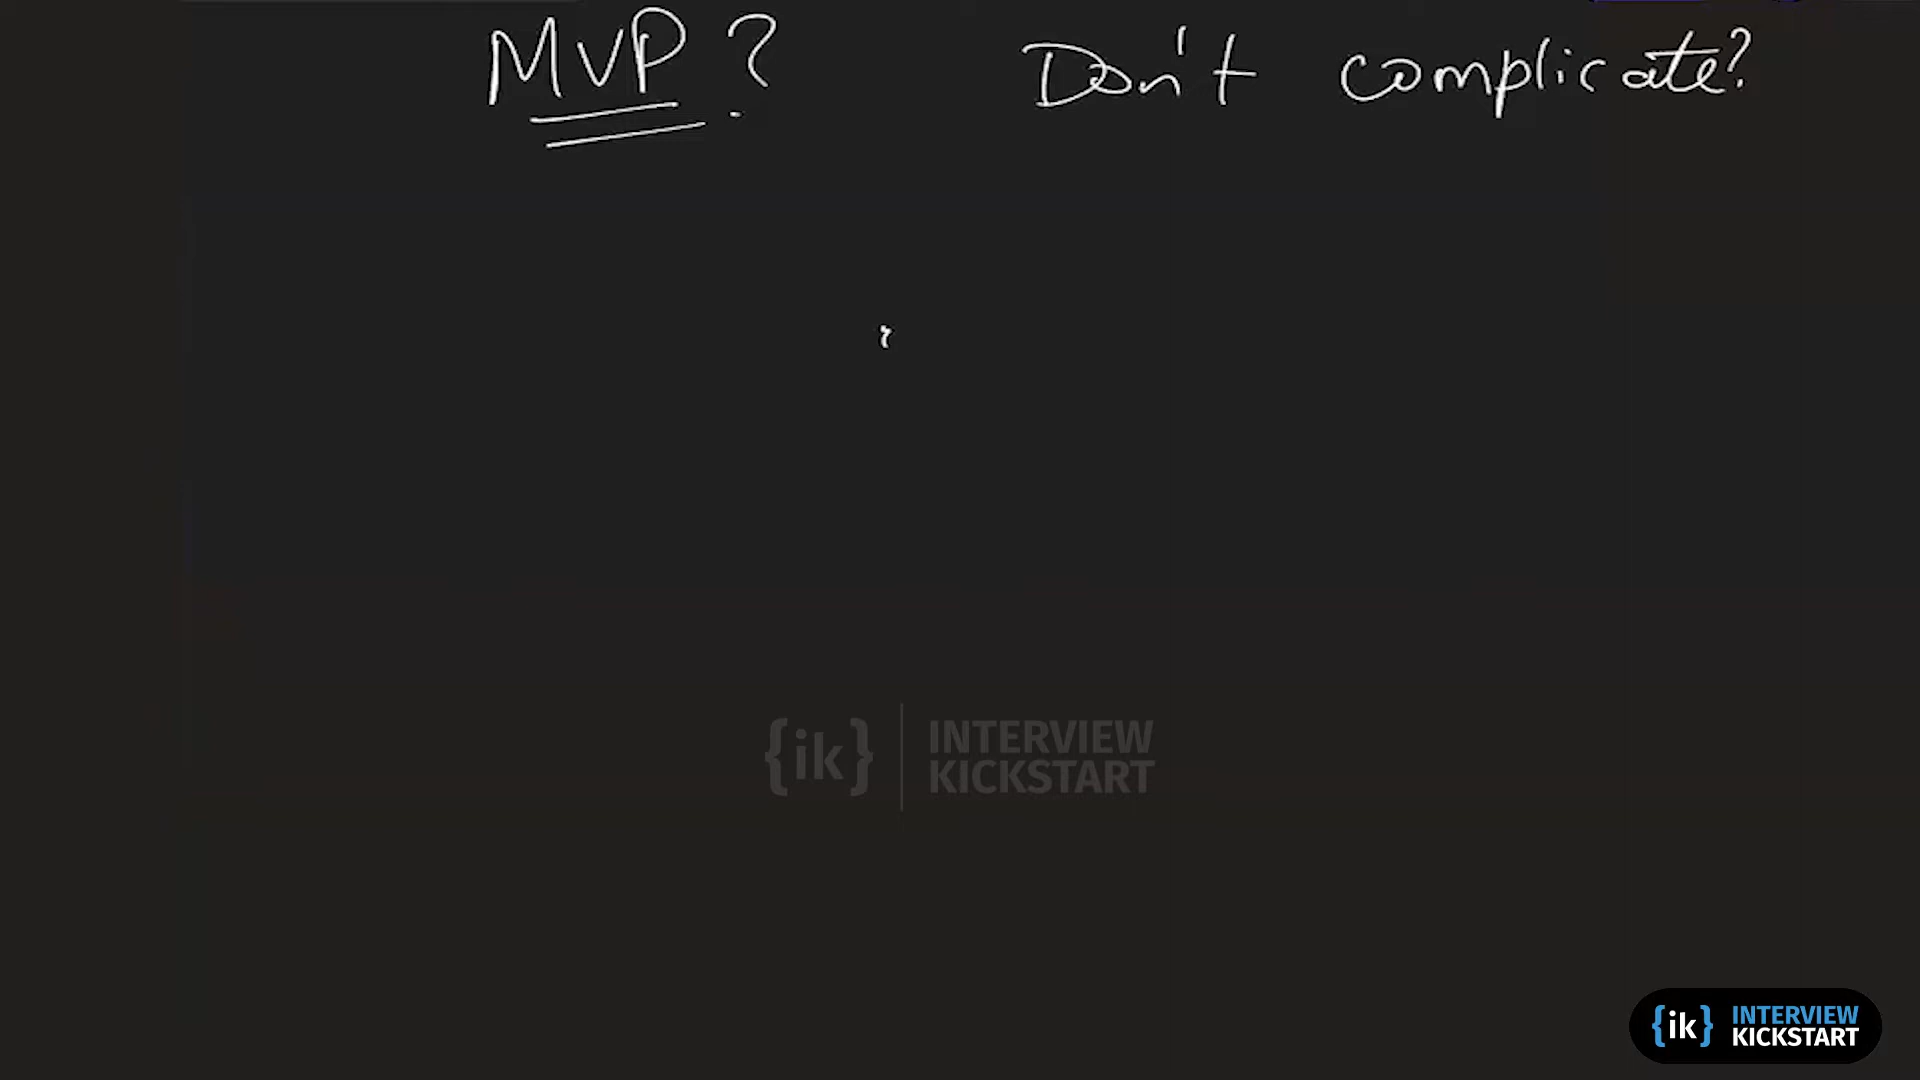 MVP? Don't complicate?
{ik} INTERVIEW
KICKSTART
{ik} INTERVIEW
KICKSTART